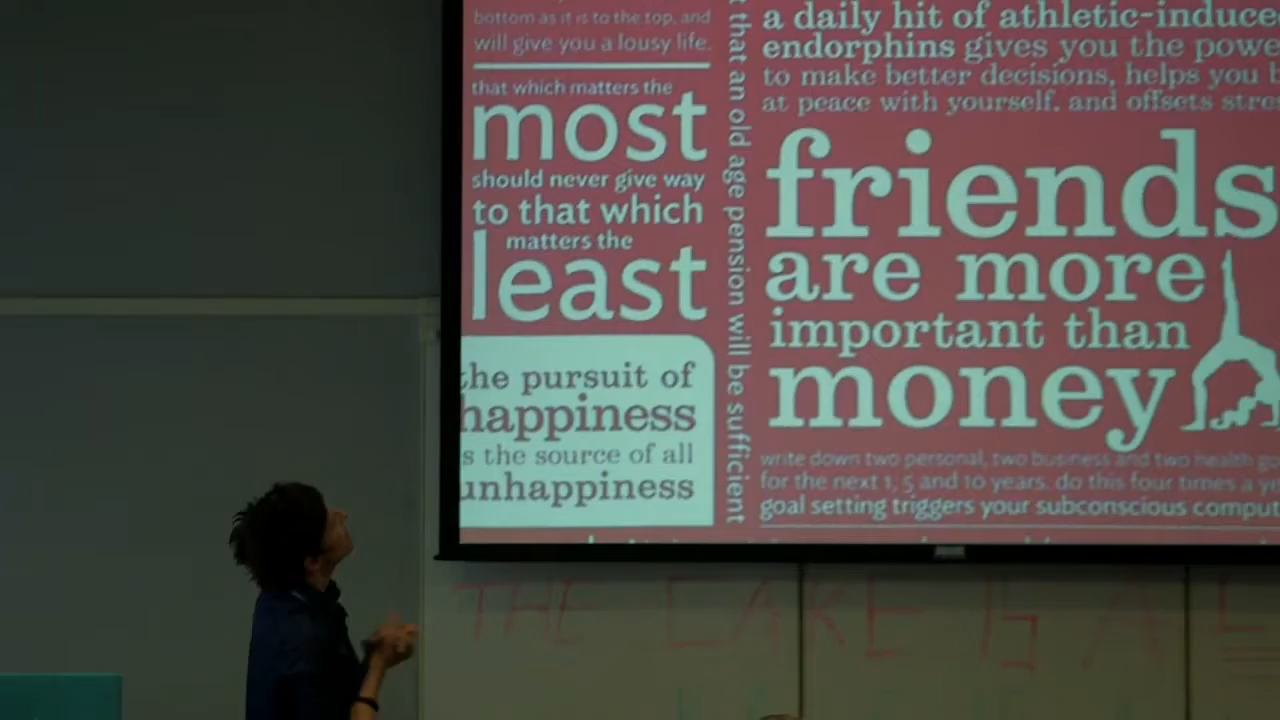 bottom as it is to the top, and
will give you a lousy life.
that which matters the
most
should never give way
to that which
matters the
least
the pursuit of
happiness
s the source of all
unhappiness
t that an old age pension will be sufficient
a daily hit of athletic-induce
endorphins gives you the powe
to make better decisions, helps you b
at peace with yourself, and offsets stre
friends
are more
important than
money
write down two personal, two business and two health go
for the next 1, 5 and 10 years. do this four times a ye
goal setting triggers your subconscious comput
THE CAKE IS A